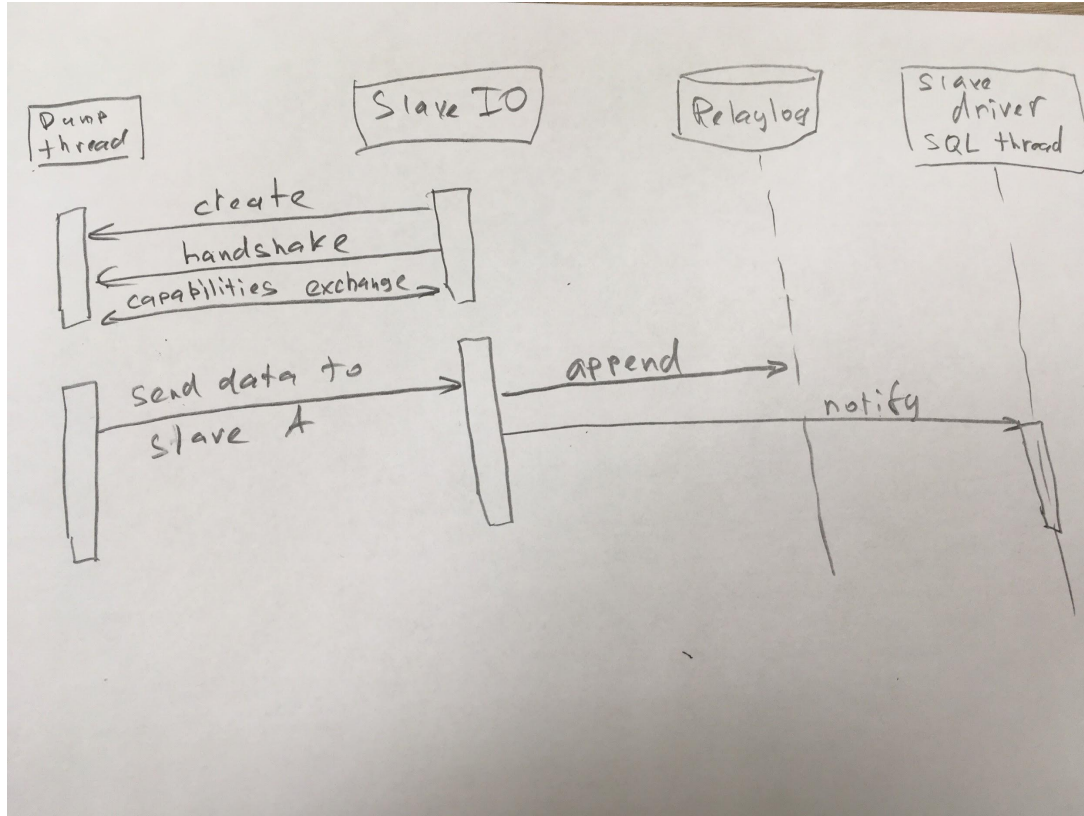 Dump
thread
Slave IO
Relaylog
Slave
driver
SQL thread
create
handshake
capabilities exchange
send data to
slave A
append
notify